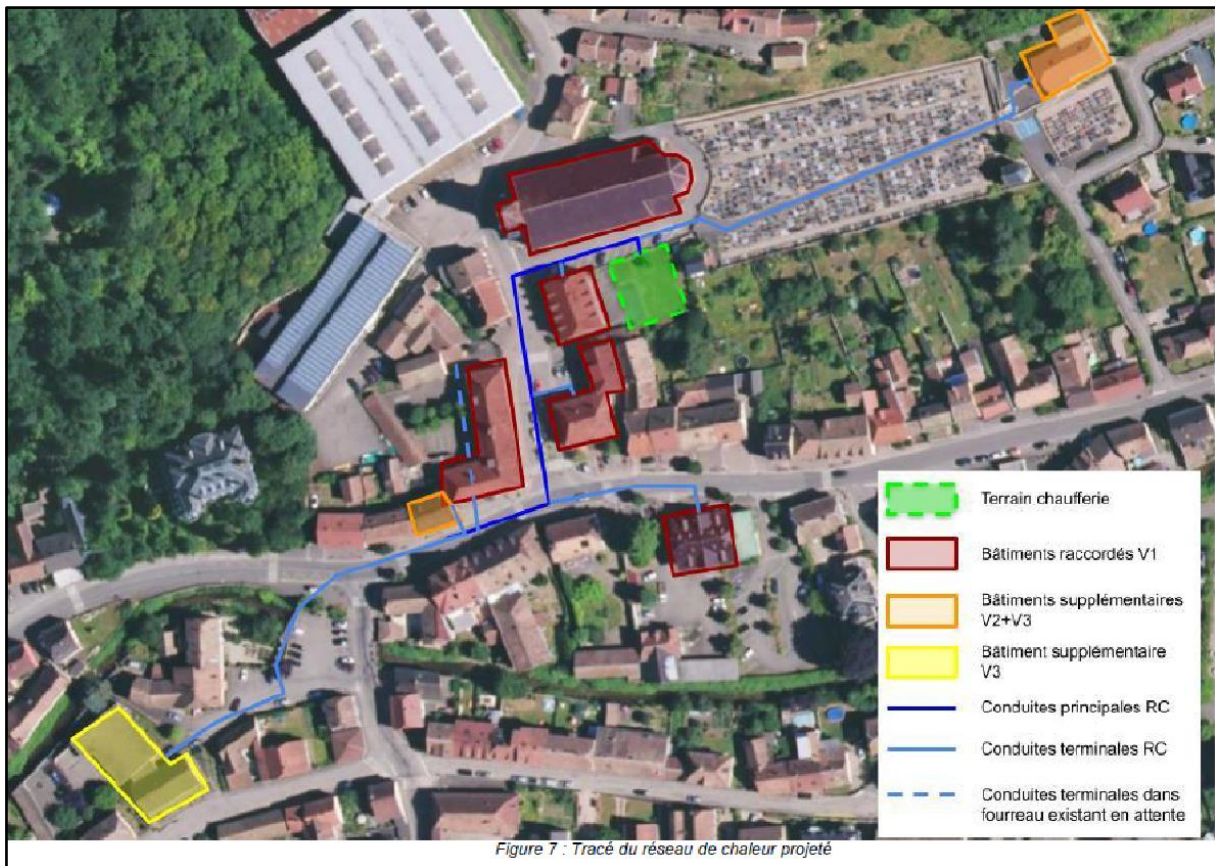 Terrain chaufferie
Bâtiments raccordés V1
Bâtiments supplémentaires
V2+V3
Bâtiment supplémentaire
V3
Conduites principales RC
Conduites terminales RC
Conduites terminales dans
fourreau existant en attente
Figure 7 : Tracé du réseau de chaleur projeté